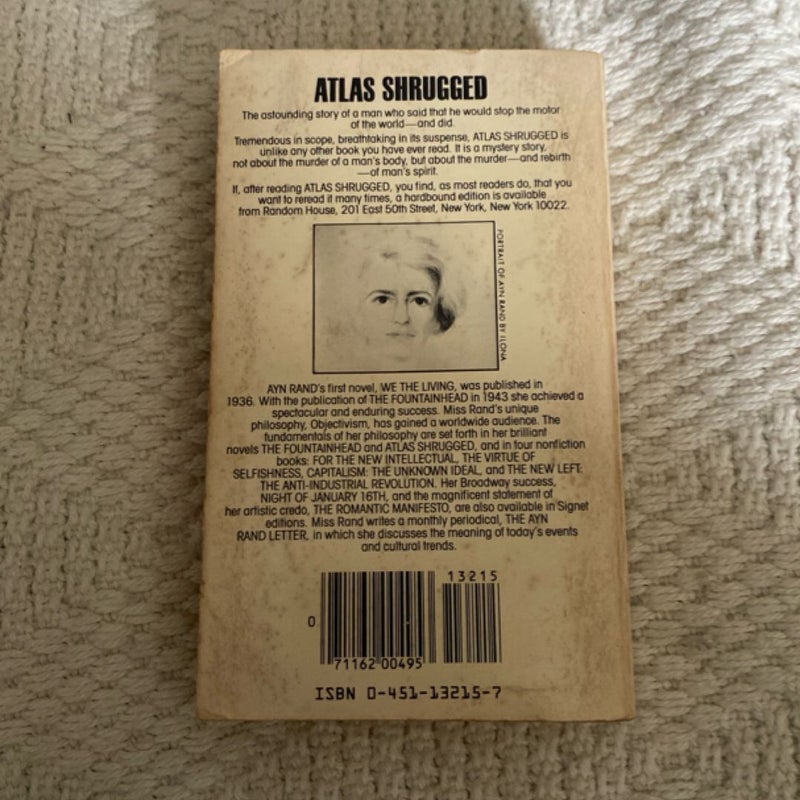 ATLAS SHRUGGED
The astounding story of a man who said that he would stop the motor
of the world—and did.
Tremendous in scope, breathtaking in its suspense, ATLAS SHRUGGED is
unlike any other book you have ever read. It is a mystery story,
not about the murder of a man's body, but about the murder—and rebirth
—of man's spirit.
If, after reading ATLAS SHRUGGED, you find, as most readers do, that you
want to reread it many times, a hardbound edition is available
from Random House, 201 East 50th Street, New York, New York 10022.
PORTRAIT OF AYN RAND BY ILONA
AYN RAND's first novel, WE THE LIVING, was published in
1936. With the publication of THE FOUNTAINHEAD in 1943 she achieved a
spectacular and enduring success. Miss Rand's unique
philosophy, Objectivism, has gained a worldwide audience. The
fundamentals of her philosophy are set forth in her brilliant
novels THE FOUNTAINHEAD and ATLAS SHRUGGED, and in four nonfiction
books: FOR THE NEW INTELLECTUAL, THE VIRTUE OF
SELFISHNESS, CAPITALISM: THE UNKNOWN IDEAL, and THE NEW LEFT:
THE ANTI-INDUSTRIAL REVOLUTION. Her Broadway success,
NIGHT OF JANUARY 16TH, and the magnificent statement of
her artistic credo, THE ROMANTIC MANIFESTO, are also available in Signet
editions. Miss Rand writes a monthly periodical, THE AYN
RAND LETTER, in which she discusses the meaning of today's events
and cultural trends.
13215
0
71162 00495
ISBN 0-451-13215-7